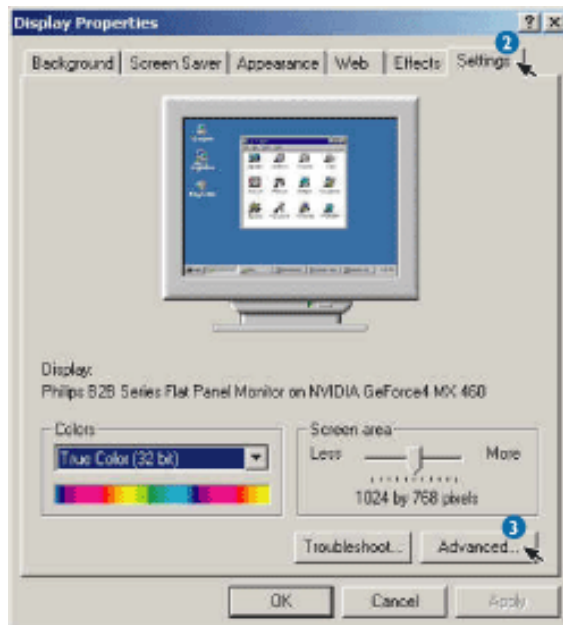 Display Properties
2
Background Screen Saver Appearance Web Effects Settings
Display:
Philips B2B Series Flat Panel Monitor on NVIDIA GeForce4 MX 460
Colors
True Color (32 bit)
Screen area
Less More
1024 by 768 pixels
3
Troubleshoot... Advanced...
OK Cancel Apply